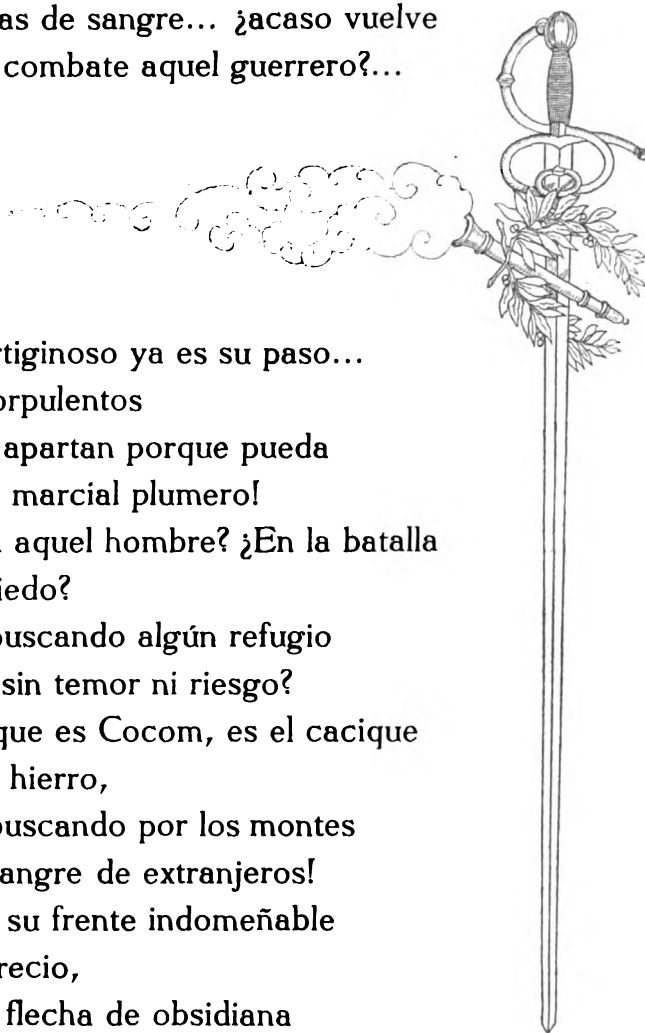 as de sangre... ¿acaso vuelve
combate aquel guerrero?...
rtiginoso ya es su paso...
orpulentos
apartan porque pueda
marcial plumero!
aquel hombre? ¿En la batalla
iedo?
buscando algún refugio
sin temor ni riesgo?
que es Cocom, es el cacique
hierro,
buscando por los montes
sangre de extranjeros!
su frente indomeñable
recio,
flecha de obsidiana